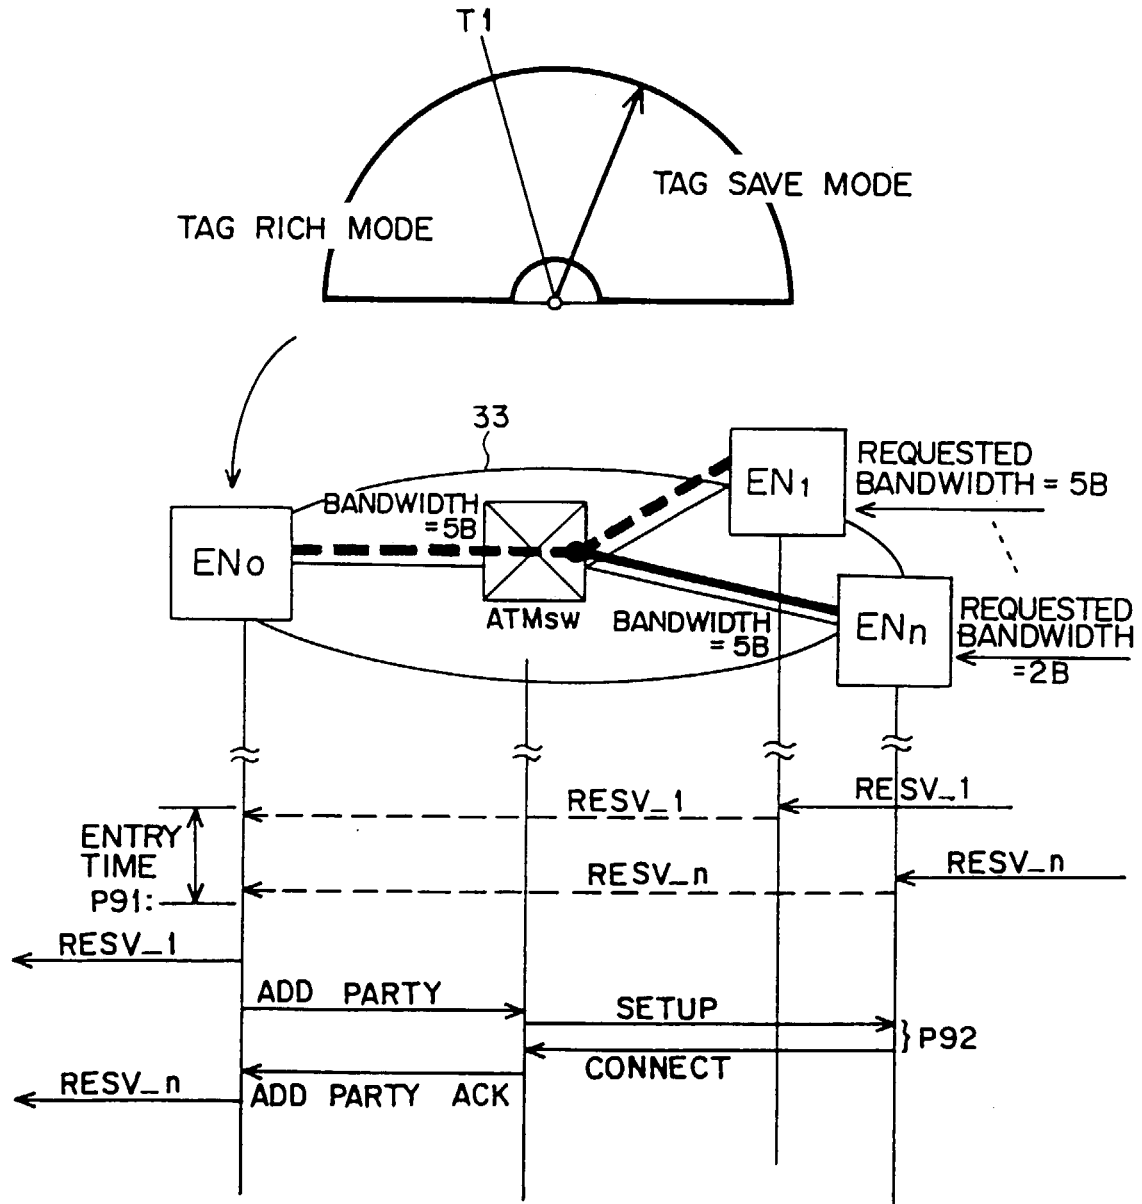 T1
TAG SAVE MODE
TAG RICH MODE
33
BANDWIDTH
=5B
EN0
ATMSW
EN1
REQUESTED
BANDWIDTH=5B
BANDWIDTH
=5B
ENn
REQUESTED
BANDWIDTH
=2B
RESV_1
RESV_1
ENTRY
TIME
P91:
RESV_n
RESV_n
RESV_1
ADD PARTY
SETUP
P92
CONNECT
RESV_n
ADD PARTY ACK